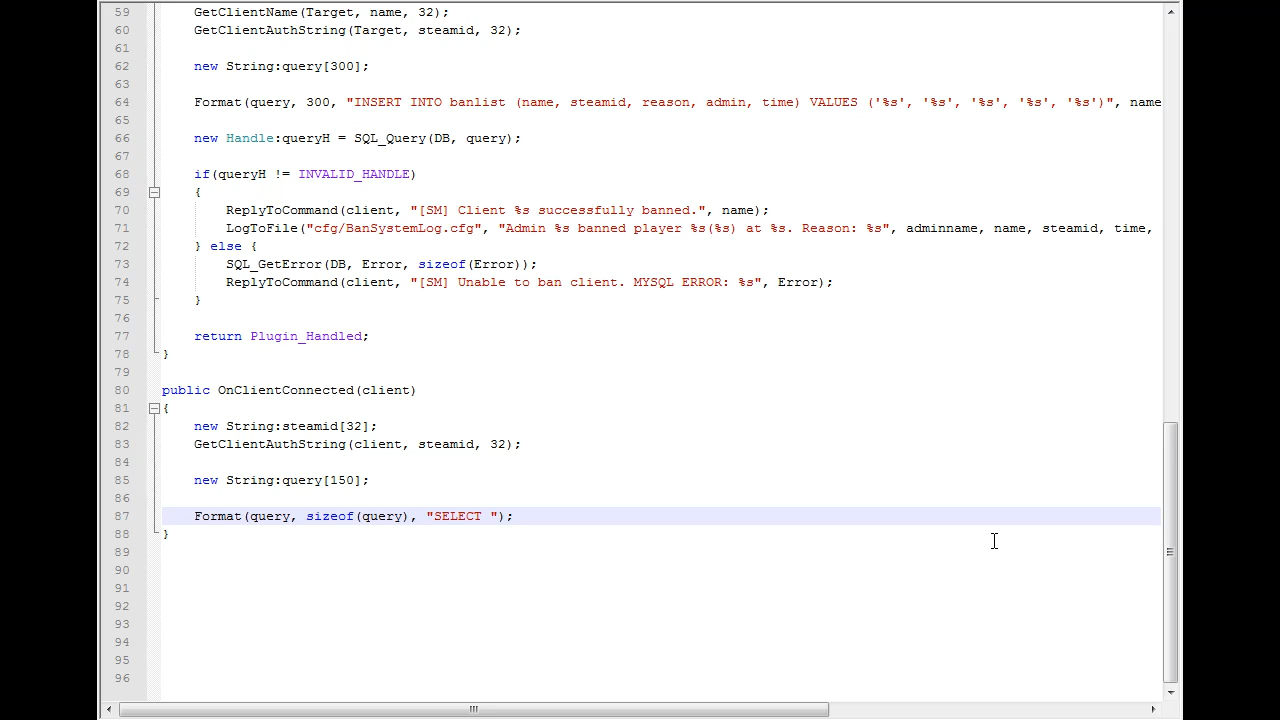 59 GetClientName(Target, name, 32);
60 GetClientAuthString(Target, steamid, 32);
61
62 new String:query[300];
63
64 Format(query, 300, "INSERT INTO banlist (name, steamid, reason, admin, time) VALUES ('%s', '%s', '%s', '%s', '%s')", name
65
66 new Handle:queryH = SQL_Query(DB, query);
67
68 if(queryH != INVALID_HANDLE)
69 {
70 ReplyToCommand(client, "[SM] Client %s successfully banned.", name);
71 LogToFile("cfg/BanSystemLog.cfg", "Admin %s banned player %s(%s) at %s. Reason: %s", adminname, name, steamid, time,
72 } else {
73 SQL_GetError(DB, Error, sizeof(Error));
74 ReplyToCommand(client, "[SM] Unable to ban client. MYSQL ERROR: %s", Error);
75 }
76
77 return Plugin_Handled;
78 }
79
80 public OnClientConnected(client)
81 {
82 new String:steamid[32];
83 GetClientAuthString(client, steamid, 32);
84
85 new String:query[150];
86
87 Format(query, sizeof(query), "SELECT ");
88 }
89
90
91
92
93
94
95
96